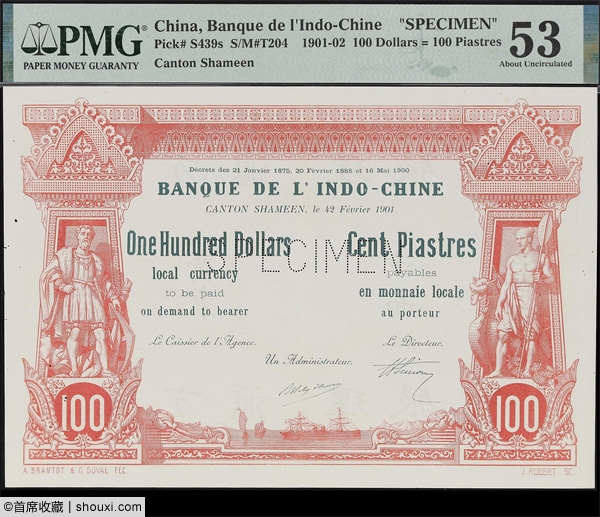 PMG
PAPER MONEY GUARANTY
China, Banque de l'Indo-Chine "SPECIMEN"
Pick# S439s S/M#T204 1901-02 100 Dollars = 100 Piastres
Canton Shameen
53
About Uncirculated
Décrets des 21 Janvier 1875, 20 Février 1888 et 16 Mai 1900
BANQUE DE L'INDO-CHINE
CANTON SHAMEEN, le 42 Février 1901.
One Hundred Dollars
local currency
to be paid
on demand to bearer
Cent Piastres
payables
en monnaie locale
au porteur
SPECIMEN
Le Caissier de l'Agence.
Un Administrateur.
Le Directeur.
100
100
A. BRAMTOT & G. DUVAL FEC.
J. ROBERT SC.
©首席收藏 | shouxi.com